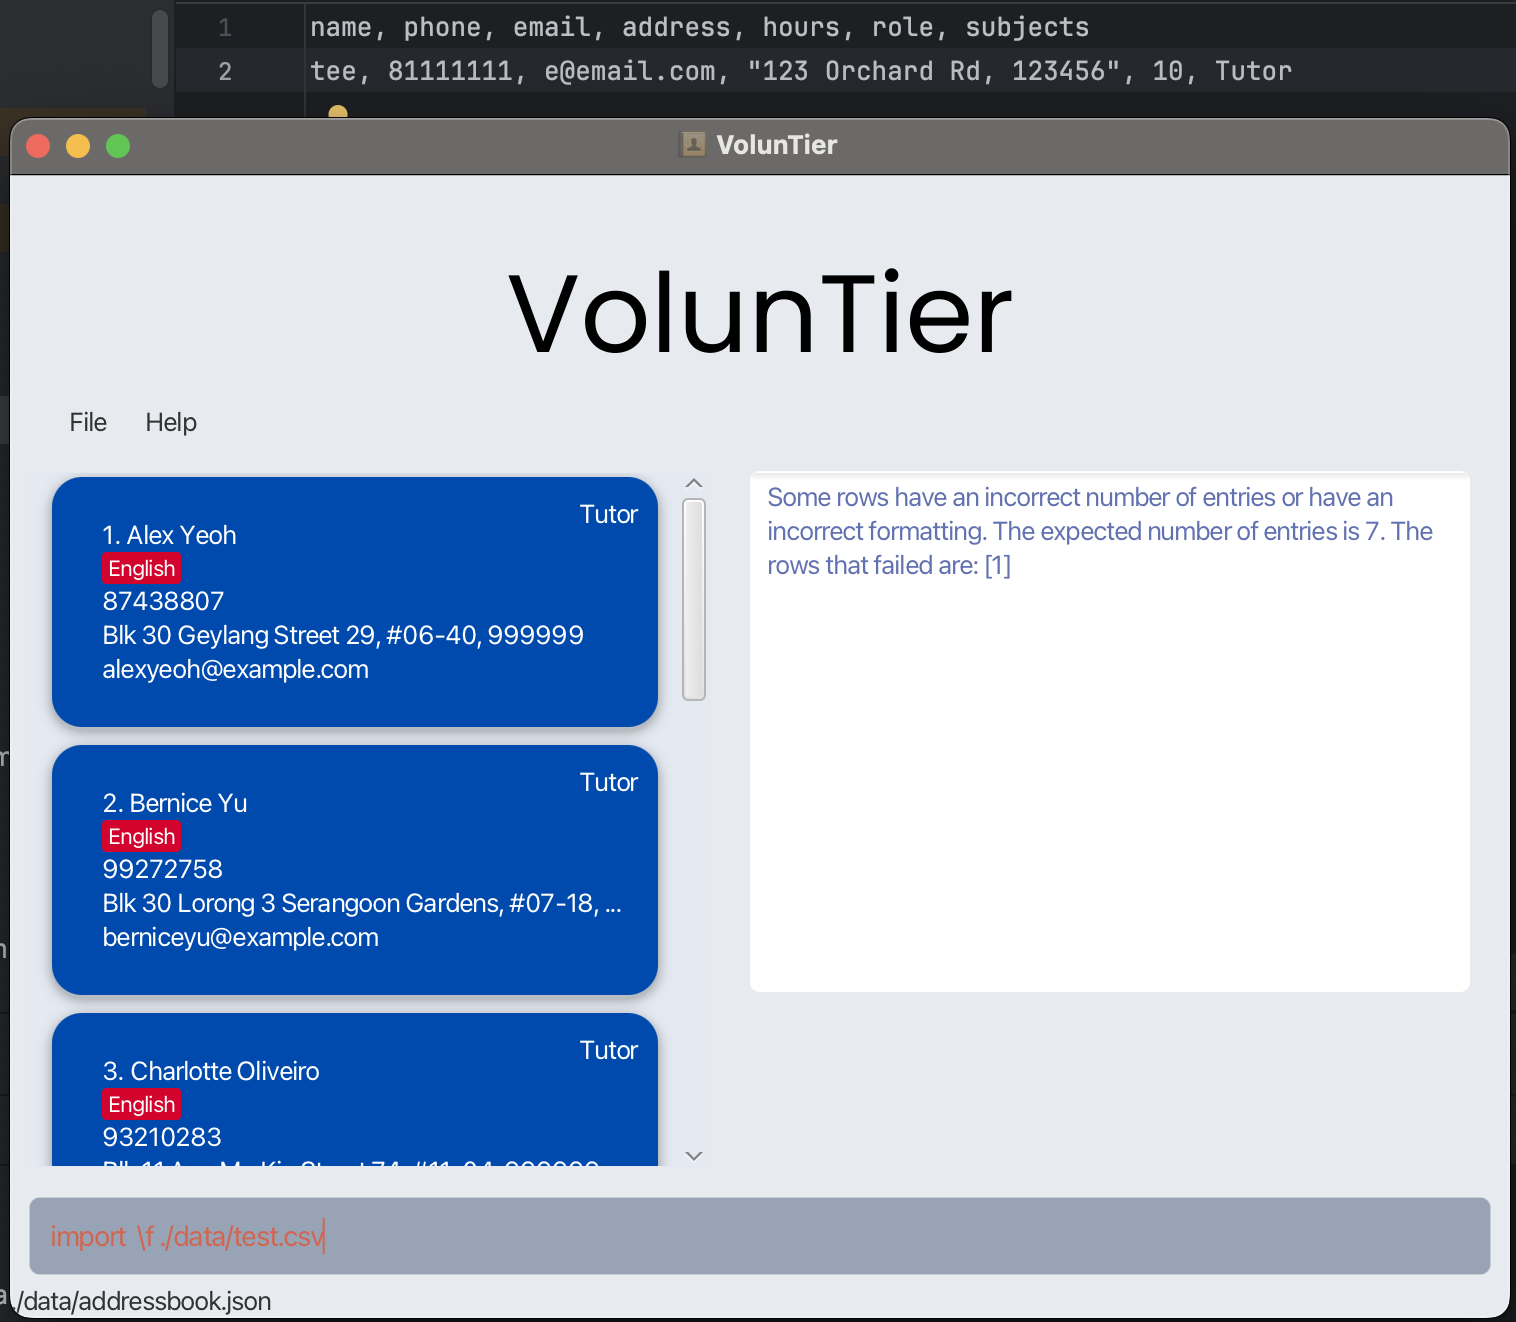 1 name, phone, email, address, hours, role, subjects
2 tee, 81111111, e@email.com, "123 Orchard Rd, 123456", 10, Tutor
VolunTier
VolunTier
File Help
Tutor
1. Alex Yeoh
English
87438807
Blk 30 Geylang Street 29, #06-40, 999999
alexyeoh@example.com
Tutor
2. Bernice Yu
English
99272758
Blk 30 Lorong 3 Serangoon Gardens, #07-18, ...
berniceyu@example.com
Tutor
3. Charlotte Oliveiro
English
93210283
Some rows have an incorrect number of entries or have an
incorrect formatting. The expected number of entries is 7. The
rows that failed are: [1]
import \f ./data/test.csv
./data/addressbook.json